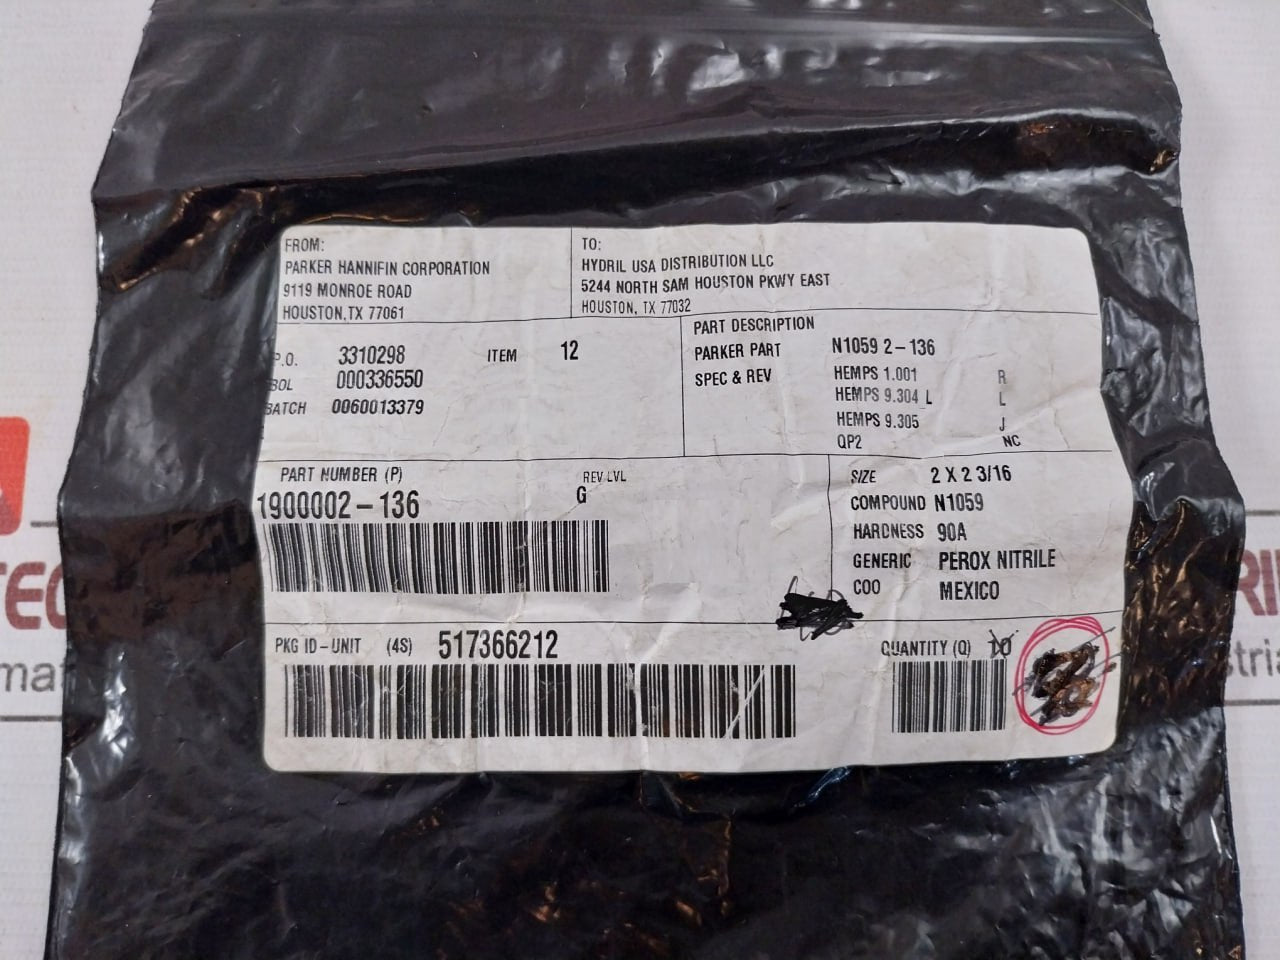 FROM:
PARKER HANNIFIN CORPORATION
9119 MONROE ROAD
HOUSTON, TX 77061
TO:
HYDRIL USA DISTRIBUTION LLC
5244 NORTH SAM HOUSTON PKWY EAST
HOUSTON, TX 77032
P.O. 3310298 ITEM 12
BOL 000336550
BATCH 0060013379
PART DESCRIPTION
PARKER PART N1059 2-136
SPEC & REV HEMPS 1.001 R
HEMPS 9.304 L L
HEMPS 9.305 J
QP2 NC
PART NUMBER (P) REV LVL
1900002-136 G
SIZE 2 X 2 3/16
COMPOUND N1059
HARDNESS 90A
GENERIC PEROX NITRILE
COO MEXICO
PKG ID-UNIT (4S) 517366212
QUANTITY (Q) 10
TEC